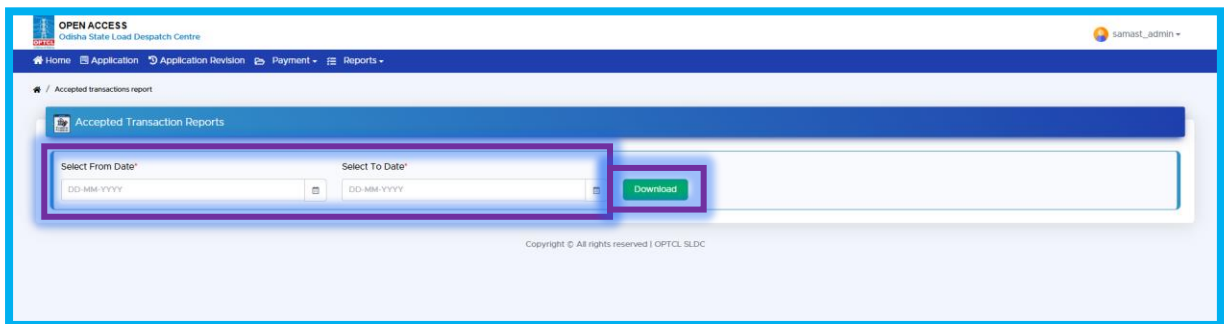 OPEN ACCESS
Odisha State Load Despatch Centre
OPTCL
samast_admin
Home Application Application Revision Payment Reports
/ Accepted transactions report
Accepted Transaction Reports
Select From Date* Select To Date*
DD-MM-YYYY DD-MM-YYYY Download
Copyright © All rights reserved | OPTCL SLDC